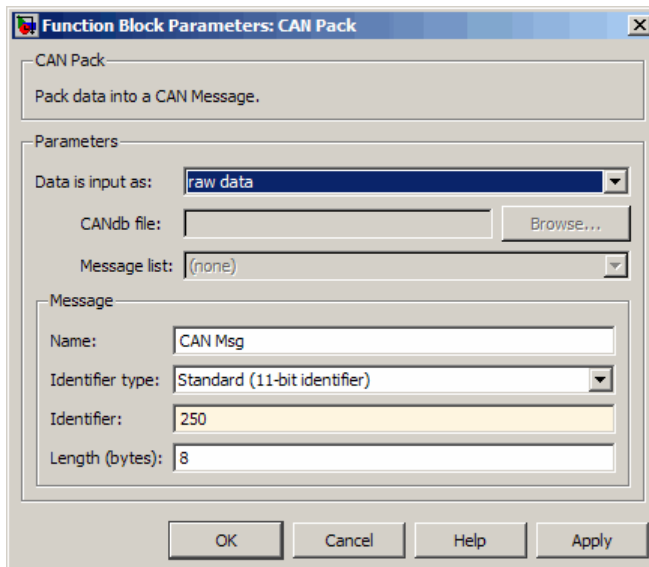 Function Block Parameters: CAN Pack
CAN Pack
Pack data into a CAN Message.
Parameters
Data is input as: raw data
CANdb file: Browse...
Message list: (none)
Message
Name: CAN Msg
Identifier type: Standard (11-bit identifier)
Identifier: 250
Length (bytes): 8
OK Cancel Help Apply